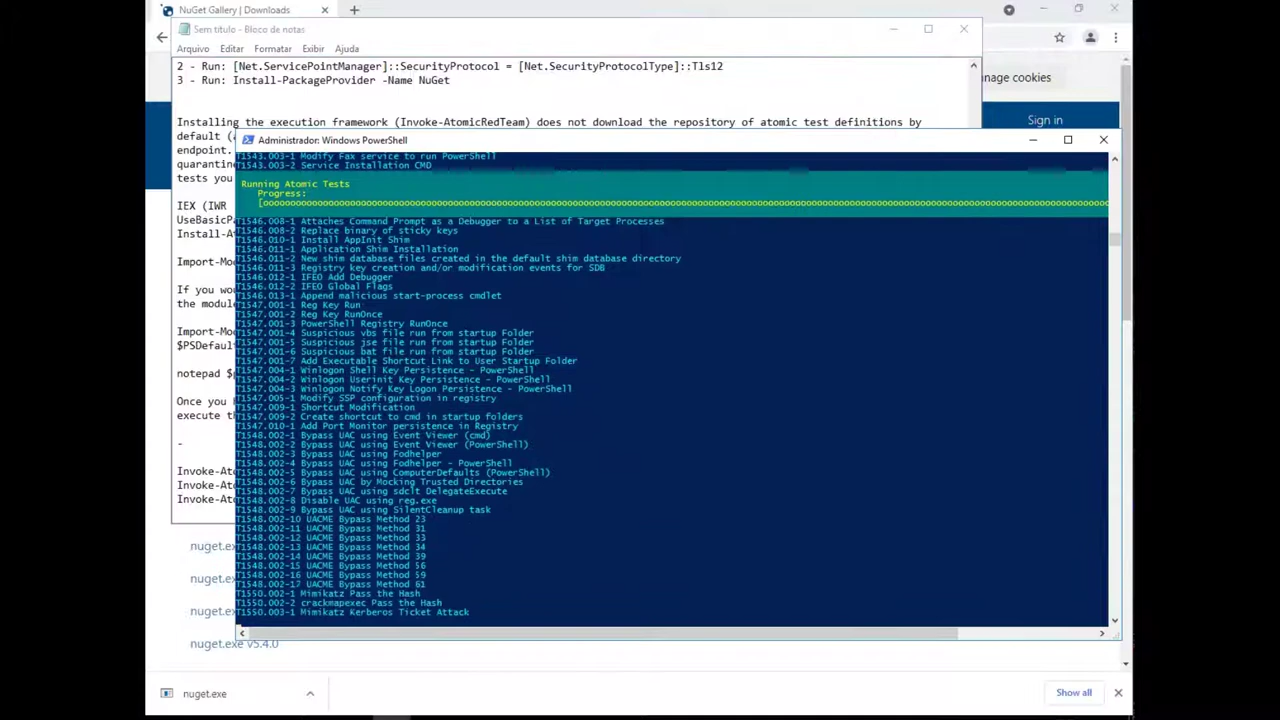 NuGet Gallery | Downloads
Sem título - Bloco de notas
Arquivo Editar Formatar Exibir Ajuda
2 - Run: [Net.ServicePointManager]::SecurityProtocol = [Net.SecurityProtocolType]::Tls12
3 - Run: Install-PackageProvider -Name NuGet
nage cookies
Installing the execution framework (Invoke-AtomicRedTeam) does not download the repository of atomic test definitions by
Sign in
default (a
Administrador: Windows PowerShell
endpoint.
quarantin
tests you
IEX (IWR
UseBasicPa
Install-At
Import-Mod
If you wou
the module
Import-Mod
$PSDefaul
notepad $p
Once you h
execute th
-
Invoke-Ato
Invoke-Ato
Invoke-Ato
T1543.003-1 Modify Fax service to run PowerShell
T1543.003-2 Service Installation CMD
Running Atomic Tests
Progress:
T1546.008-1 Attaches Command Prompt as a Debugger to a List of Target Processes
T1546.008-2 Replace binary of sticky keys
T1546.010-1 Install AppInit Shim
T1546.011-1 Application Shim Installation
T1546.011-2 New shim database files created in the default shim database directory
T1546.011-3 Registry key creation and/or modification events for SDB
T1546.012-1 IFEO Add Debugger
T1546.012-2 IFEO Global Flags
T1546.013-1 Append malicious start-process cmdlet
T1547.001-1 Reg Key Run
T1547.001-2 Reg Key RunOnce
T1547.001-3 PowerShell Registry RunOnce
T1547.001-4 Suspicious vbs file run from startup Folder
T1547.001-5 Suspicious jse file run from startup Folder
T1547.001-6 Suspicious bat file run from startup Folder
T1547.001-7 Add Executable Shortcut Link to User Startup Folder
T1547.004-1 Winlogon Shell Key Persistence - PowerShell
T1547.004-2 Winlogon Userinit Key Persistence - PowerShell
T1547.004-3 Winlogon Notify Key Logon Persistence - PowerShell
T1547.005-1 Modify SSP configuration in registry
T1547.009-1 Shortcut Modification
T1547.009-2 Create shortcut to cmd in startup folders
T1547.010-1 Add Port Monitor persistence in Registry
T1548.002-1 Bypass UAC using Event Viewer (cmd)
T1548.002-2 Bypass UAC using Event Viewer (PowerShell)
T1548.002-3 Bypass UAC using Fodhelper
T1548.002-4 Bypass UAC using Fodhelper - PowerShell
T1548.002-5 Bypass UAC using ComputerDefaults (PowerShell)
T1548.002-6 Bypass UAC by Mocking Trusted Directories
T1548.002-7 Bypass UAC using sdclt DelegateExecute
T1548.002-8 Disable UAC using reg.exe
T1548.002-9 Bypass UAC using SilentCleanup task
T1548.002-10 UACME Bypass Method 23
T1548.002-11 UACME Bypass Method 31
T1548.002-12 UACME Bypass Method 33
T1548.002-13 UACME Bypass Method 34
T1548.002-14 UACME Bypass Method 39
T1548.002-15 UACME Bypass Method 56
T1548.002-16 UACME Bypass Method 59
T1548.002-17 UACME Bypass Method 61
T1550.002-1 Mimikatz Pass the Hash
T1550.002-2 crackmapexec Pass the Hash
T1550.003-1 Mimikatz Kerberos Ticket Attack
nuget.ex
nuget.ex
nuget.ex
nuget.exe v5.4.0
nuget.exe
Show all